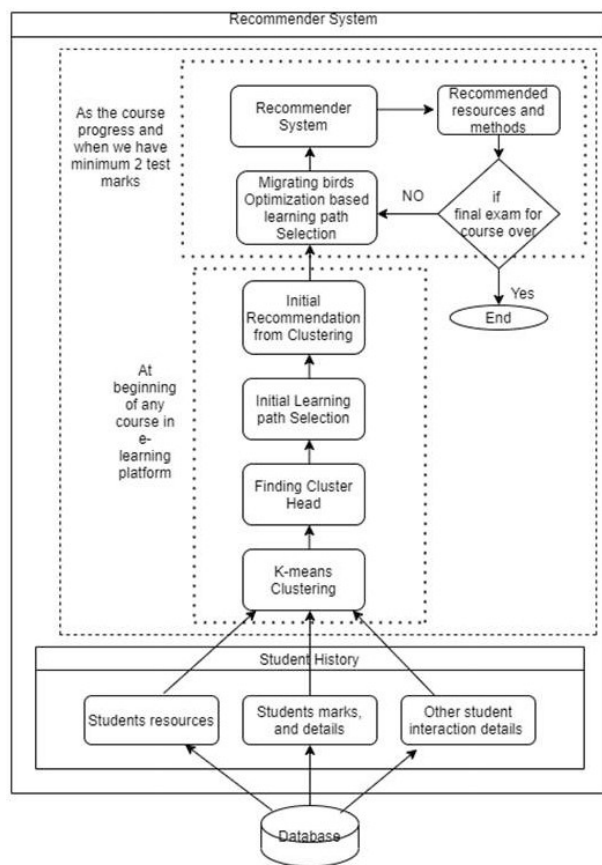 Recommender System
As the course
progress and
when we have
minimum 2 test
marks
Recommender
System
Recommended
resources and
methods
Migrating birds
Optimization based
learning path
Selection
NO
if
final exam for
course over
Yes
End
Initial
Recommendation
from Clustering
At
beginning
of any
course in
e-
learning
platform
Initial Learning
path Selection
Finding Cluster
Head
K-means
Clustering
Student History
Students resources
Students marks,
and details
Other student
interaction details
Database